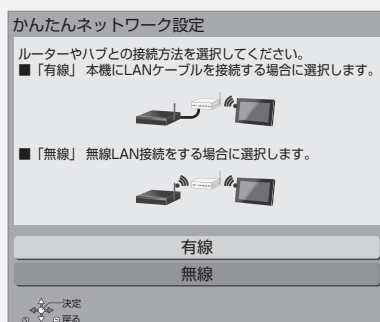 かんたんネットワーク設定
ルーターやハブとの接続方法を選択してください。
■「有線」 本機にLANケーブルを接続する場合に選択します。
■「無線」 無線LAN接続をする場合に選択します。
有線
無線
決定
戻る